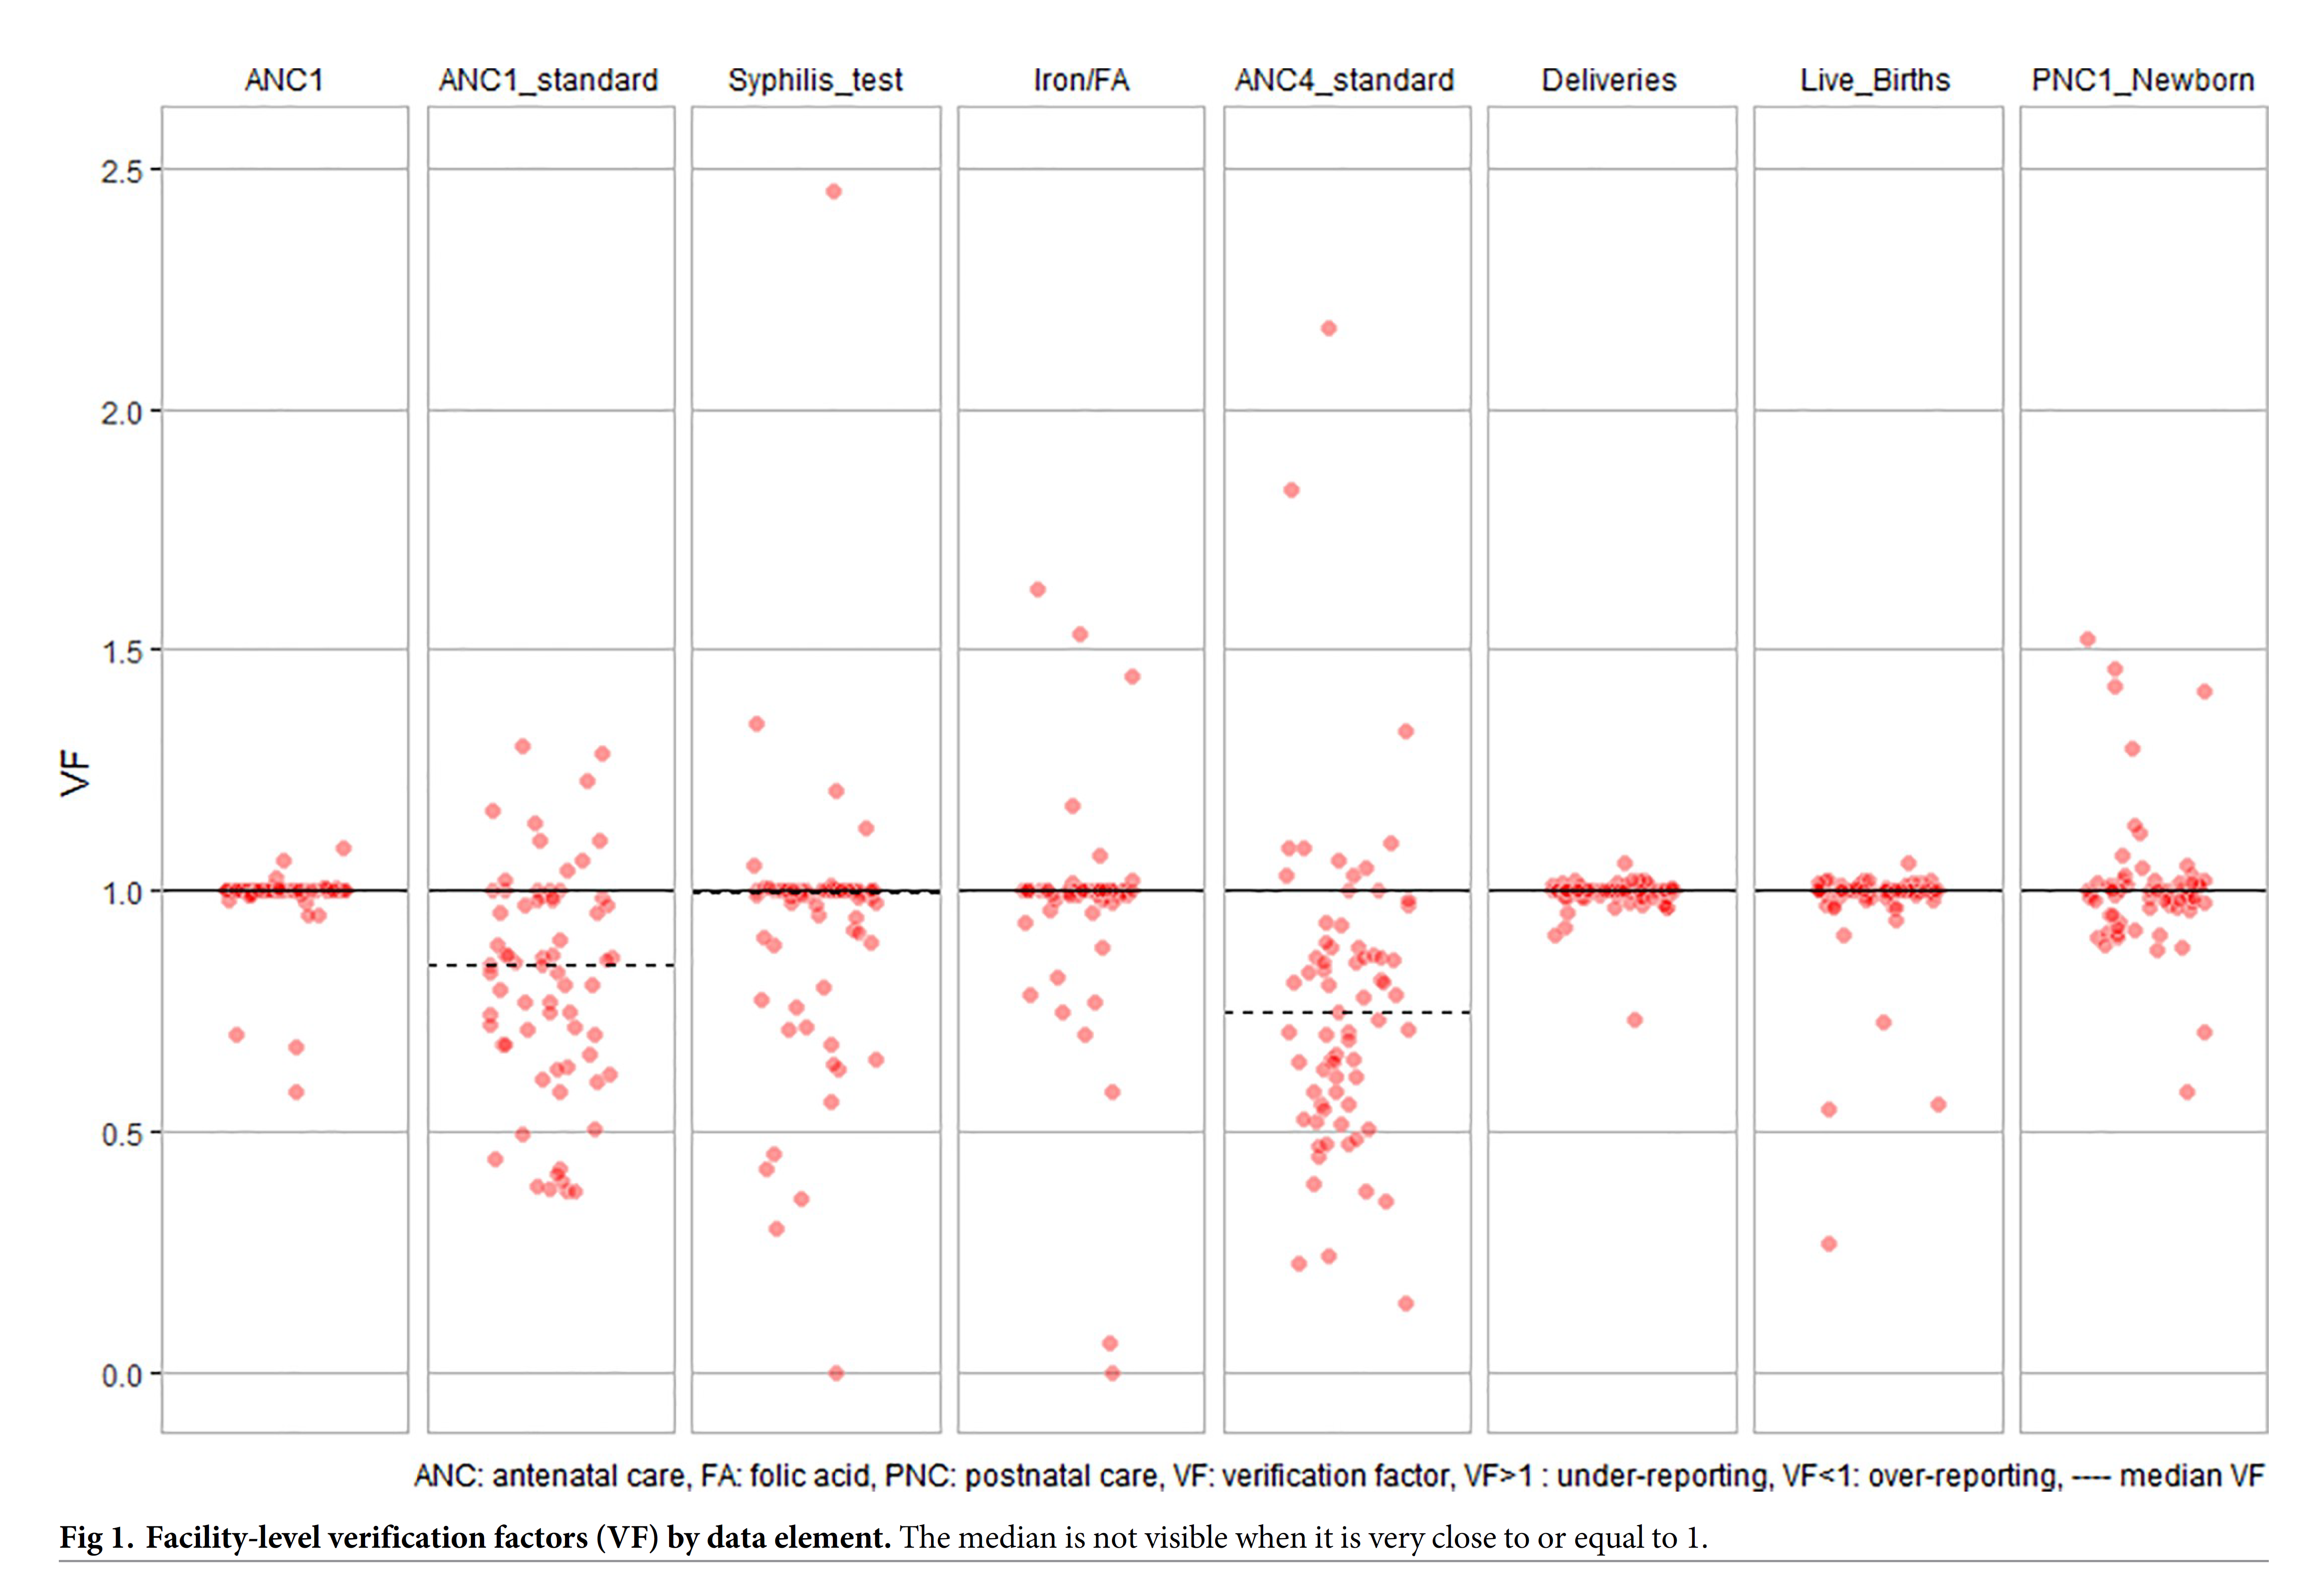 ANC1 ANC1_standard Syphilis_test Iron/FA ANC4_standard Deliveries Live_Births PNC1_Newborn
2.5
2.0
1.5
VF
1.0
0.5
0.0
ANC: antenatal care, FA: folic acid, PNC: postnatal care, VF: verification factor, VF>1 : under-reporting, VF<1: over-reporting, ---- median VF
Fig 1. Facility-level verification factors (VF) by data element. The median is not visible when it is very close to or equal to 1.